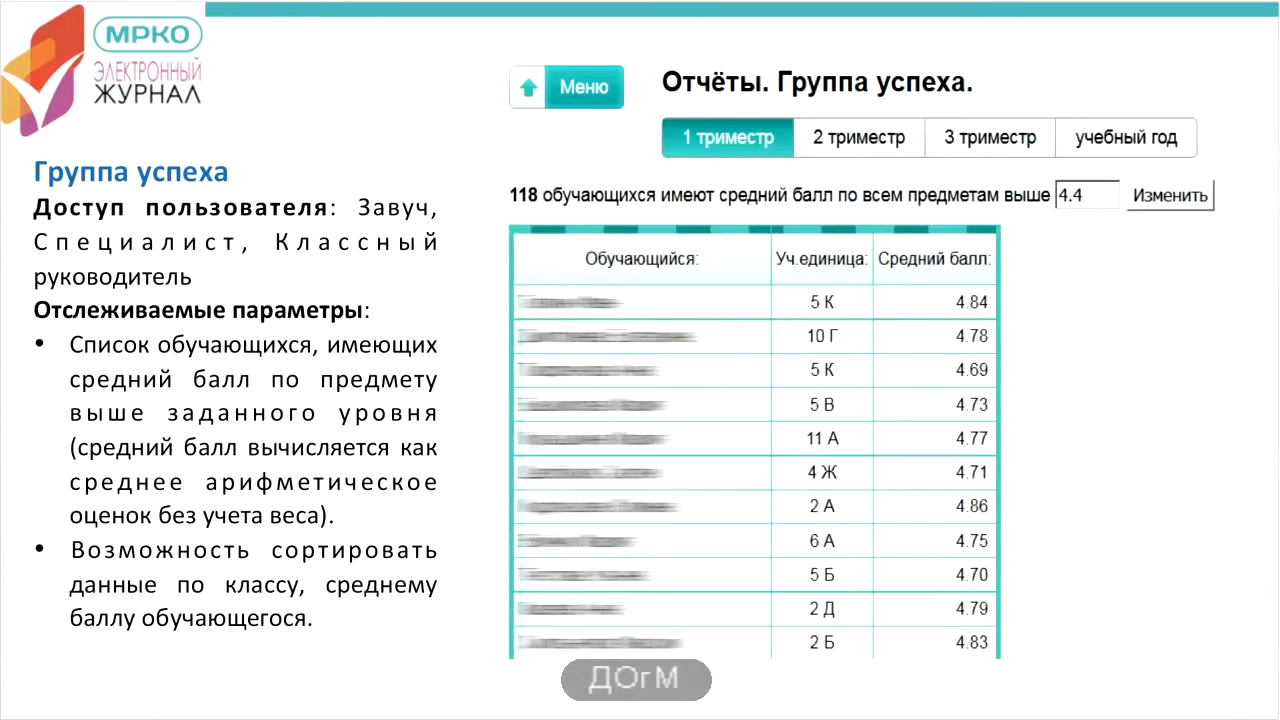 МРКО
ЭЛЕКТРОННЫЙ
ЖУРНАЛ
Группа успеха
Доступ пользователя: Завуч,
Специалист, Классный
руководитель
Отслеживаемые параметры:
• Список обучающихся, имеющих
средний балл по предмету
выше заданного уровня
(средний балл вычисляется как
среднее арифметическое
оценок без учета веса).
• Возможность сортировать
данные по классу, среднему
баллу обучающегося.
Меню
Отчёты. Группа успеха.
1 триместр 2 триместр 3 триместр учебный год
118 обучающихся имеют средний балл по всем предметам выше 4.4 Изменить
Обучающийся: Уч.единица: Средний балл:
5 К 4.84
10 Г 4.78
5 К 4.69
5 В 4.73
11 А 4.77
4 Ж 4.71
2 А 4.86
6 А 4.75
5 Б 4.70
2 Д 4.79
2 Б 4.83
ДОгМ